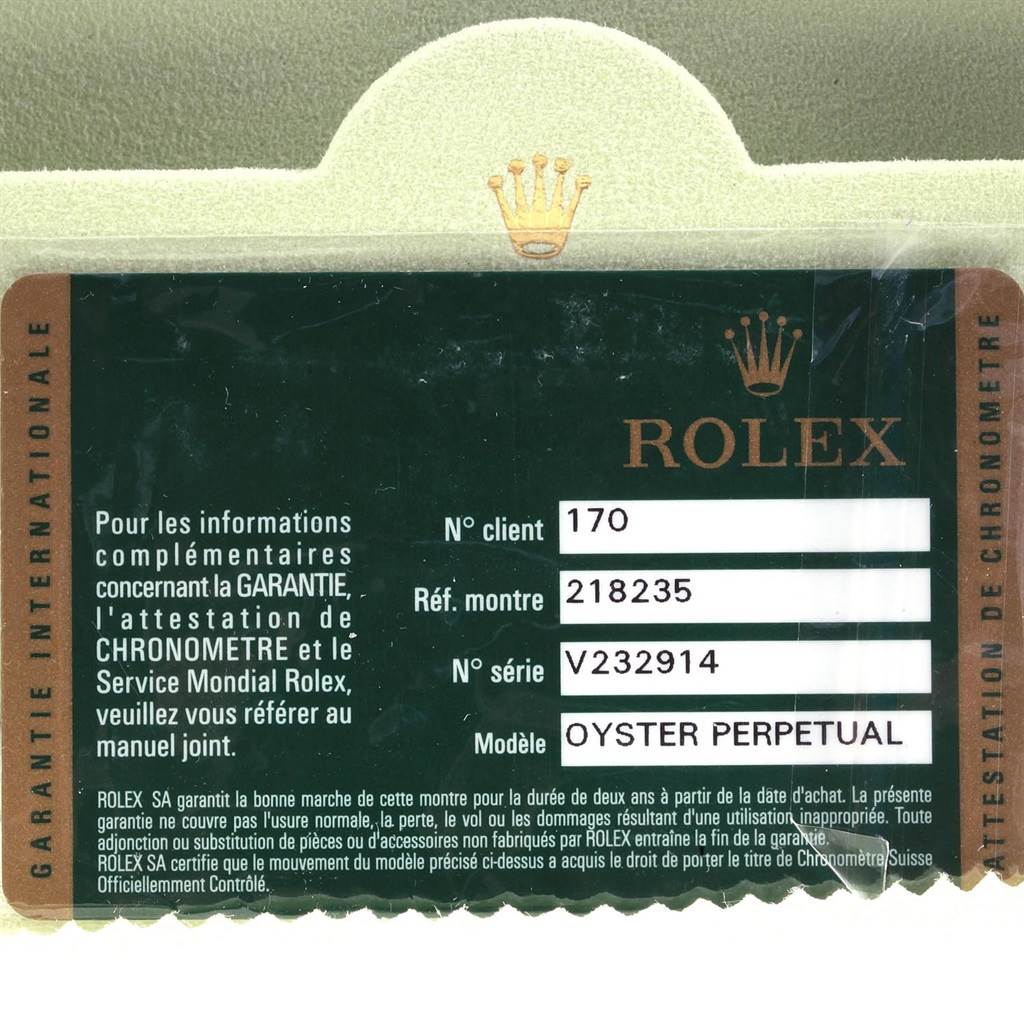 GARANTIE INTERNATIONALE
ROLEX
Pour les informations
complémentaires
concernant la GARANTIE,
l'attestation de
CHRONOMETRE et le
Service Mondial Rolex,
veuillez vous référer au
manuel joint.
N° client 170
Réf. montre 218235
N° série V232914
Modèle OYSTER PERPETUAL
ROLEX SA garantit la bonne marche de cette montre pour la durée de deux ans à partir de la date d'achat. La présente
garantie ne couvre pas l'usure normale, la perte, le vol ou les dommages résultant d'une utilisation inappropriée. Toute
adjonction ou substitution de pièces ou d'accessoires non fabriqués par ROLEX entraîne la fin de la garantie.
ROLEX SA certifie que le mouvement du modèle précisé ci-dessus a acquis le droit de porter le titre de Chronomètre Suisse
Officiellemment Contrôlé.
ATTESTATION DE CHRONOMETRE